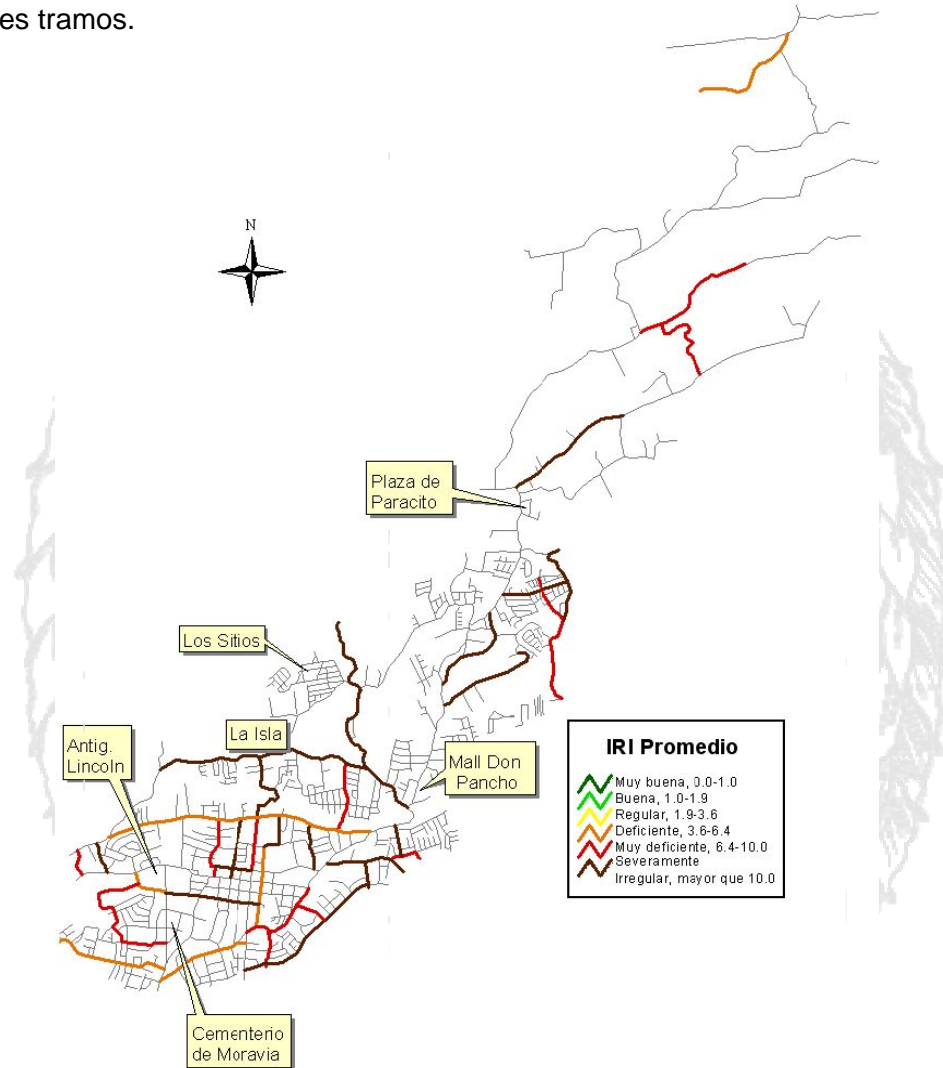 es tramos.
N
Plaza de
Paracito
Los Sitios
La Isla
Antig.
Lincoln
Mall Don
Pancho
IRI Promedio
Muy buena, 0.0-1.0
Buena, 1.0-1.9
Regular, 1.9-3.6
Deficiente, 3.6-6.4
Muy deficiente, 6.4-10.0
Severamente
Irregular, mayor que 10.0
Cementerio
de Moravia